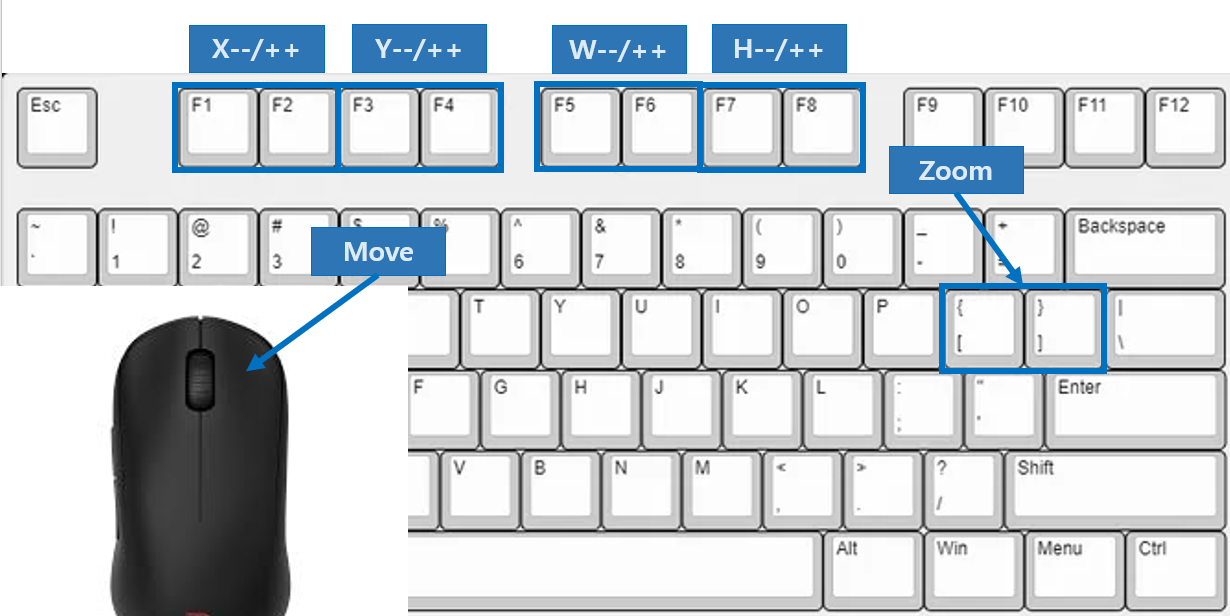 X--/++ Y--/++ W--/++ H--/++
Esc F1 F2 F3 F4 F5 F6 F7 F8 F9 F10 F11 F12
Zoom
~ ! @ # $ % ^ & * ( ) _ + Backspace
Move
1 2 3 6 7 8 9 0 -
T Y U I O P { } |
[ ] \
F G H J K L : " Enter
; '
V B N M < > ? Shift
, . /
Alt Win Menu Ctrl